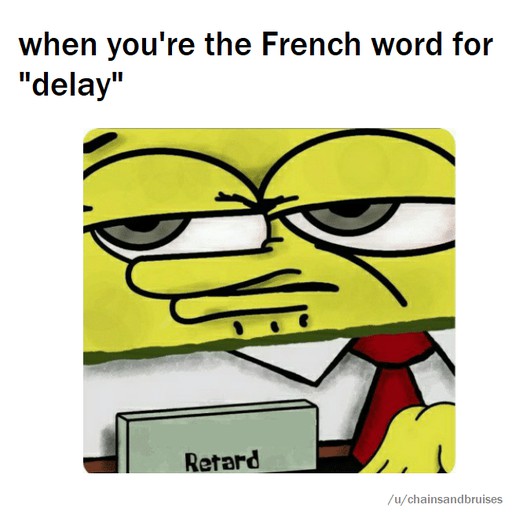 when you're the French word for
"delay"
Retard
/u/chainsandbruises